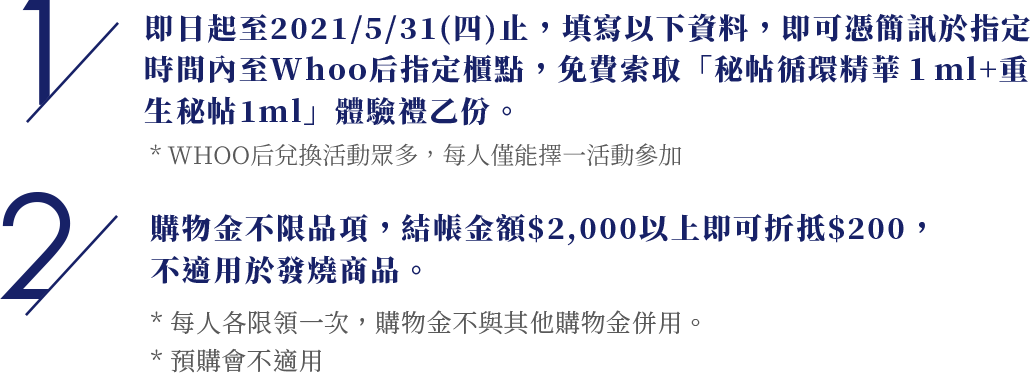 1
即日起至2021/5/31(四)止，填寫以下資料，即可憑簡訊於指定
時間內至Whoo后指定櫃點，免費索取「秘帖循環精華１ml+重
生秘帖1ml」體驗禮乙份。
* WHOO后兌換活動眾多，每人僅能擇一活動參加
2
購物金不限品項，結帳金額$2,000以上即可折抵$200，
不適用於發燒商品。
* 每人各限領一次，購物金不與其他購物金併用。
* 預購會不適用